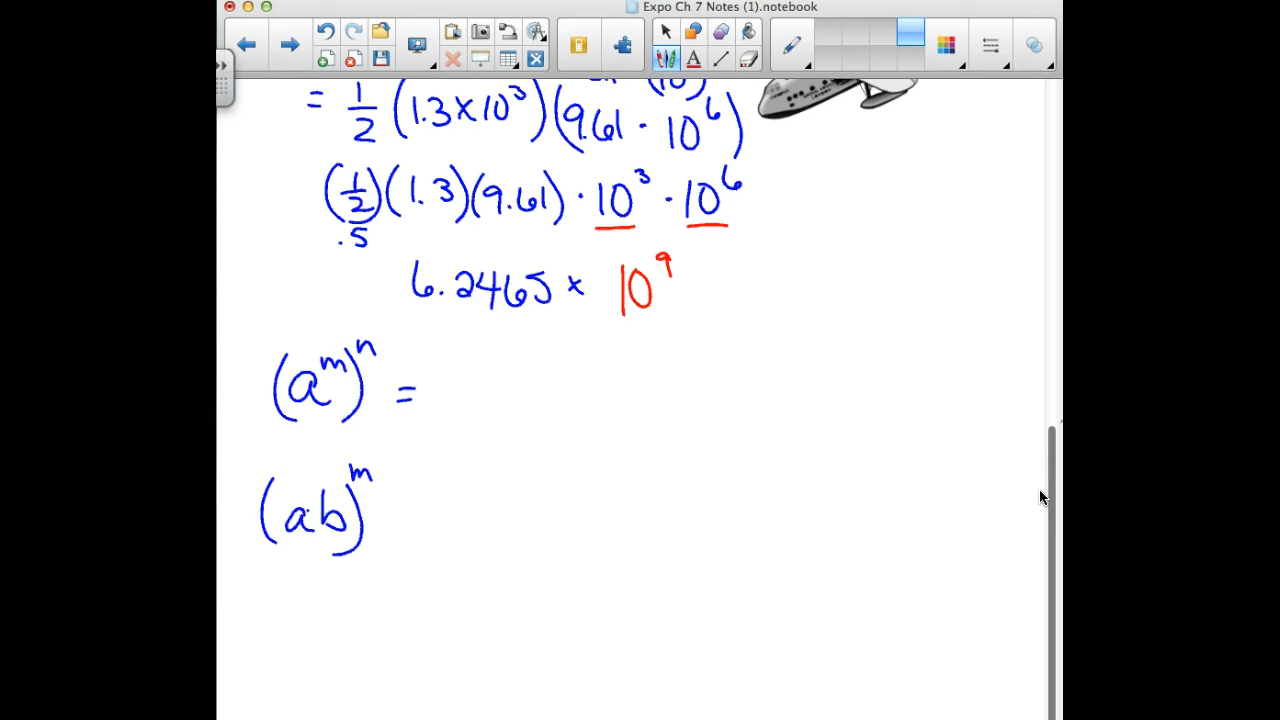 Expo Ch 7 Notes (1).notebook
= 1/2 (1.3 x 10^3)(9.61 · 10^6)
(1/2)(1.3)(9.61) · 10^3 · 10^6
.5
6.2465 x 10^9
(a^m)^n =
(ab)^m